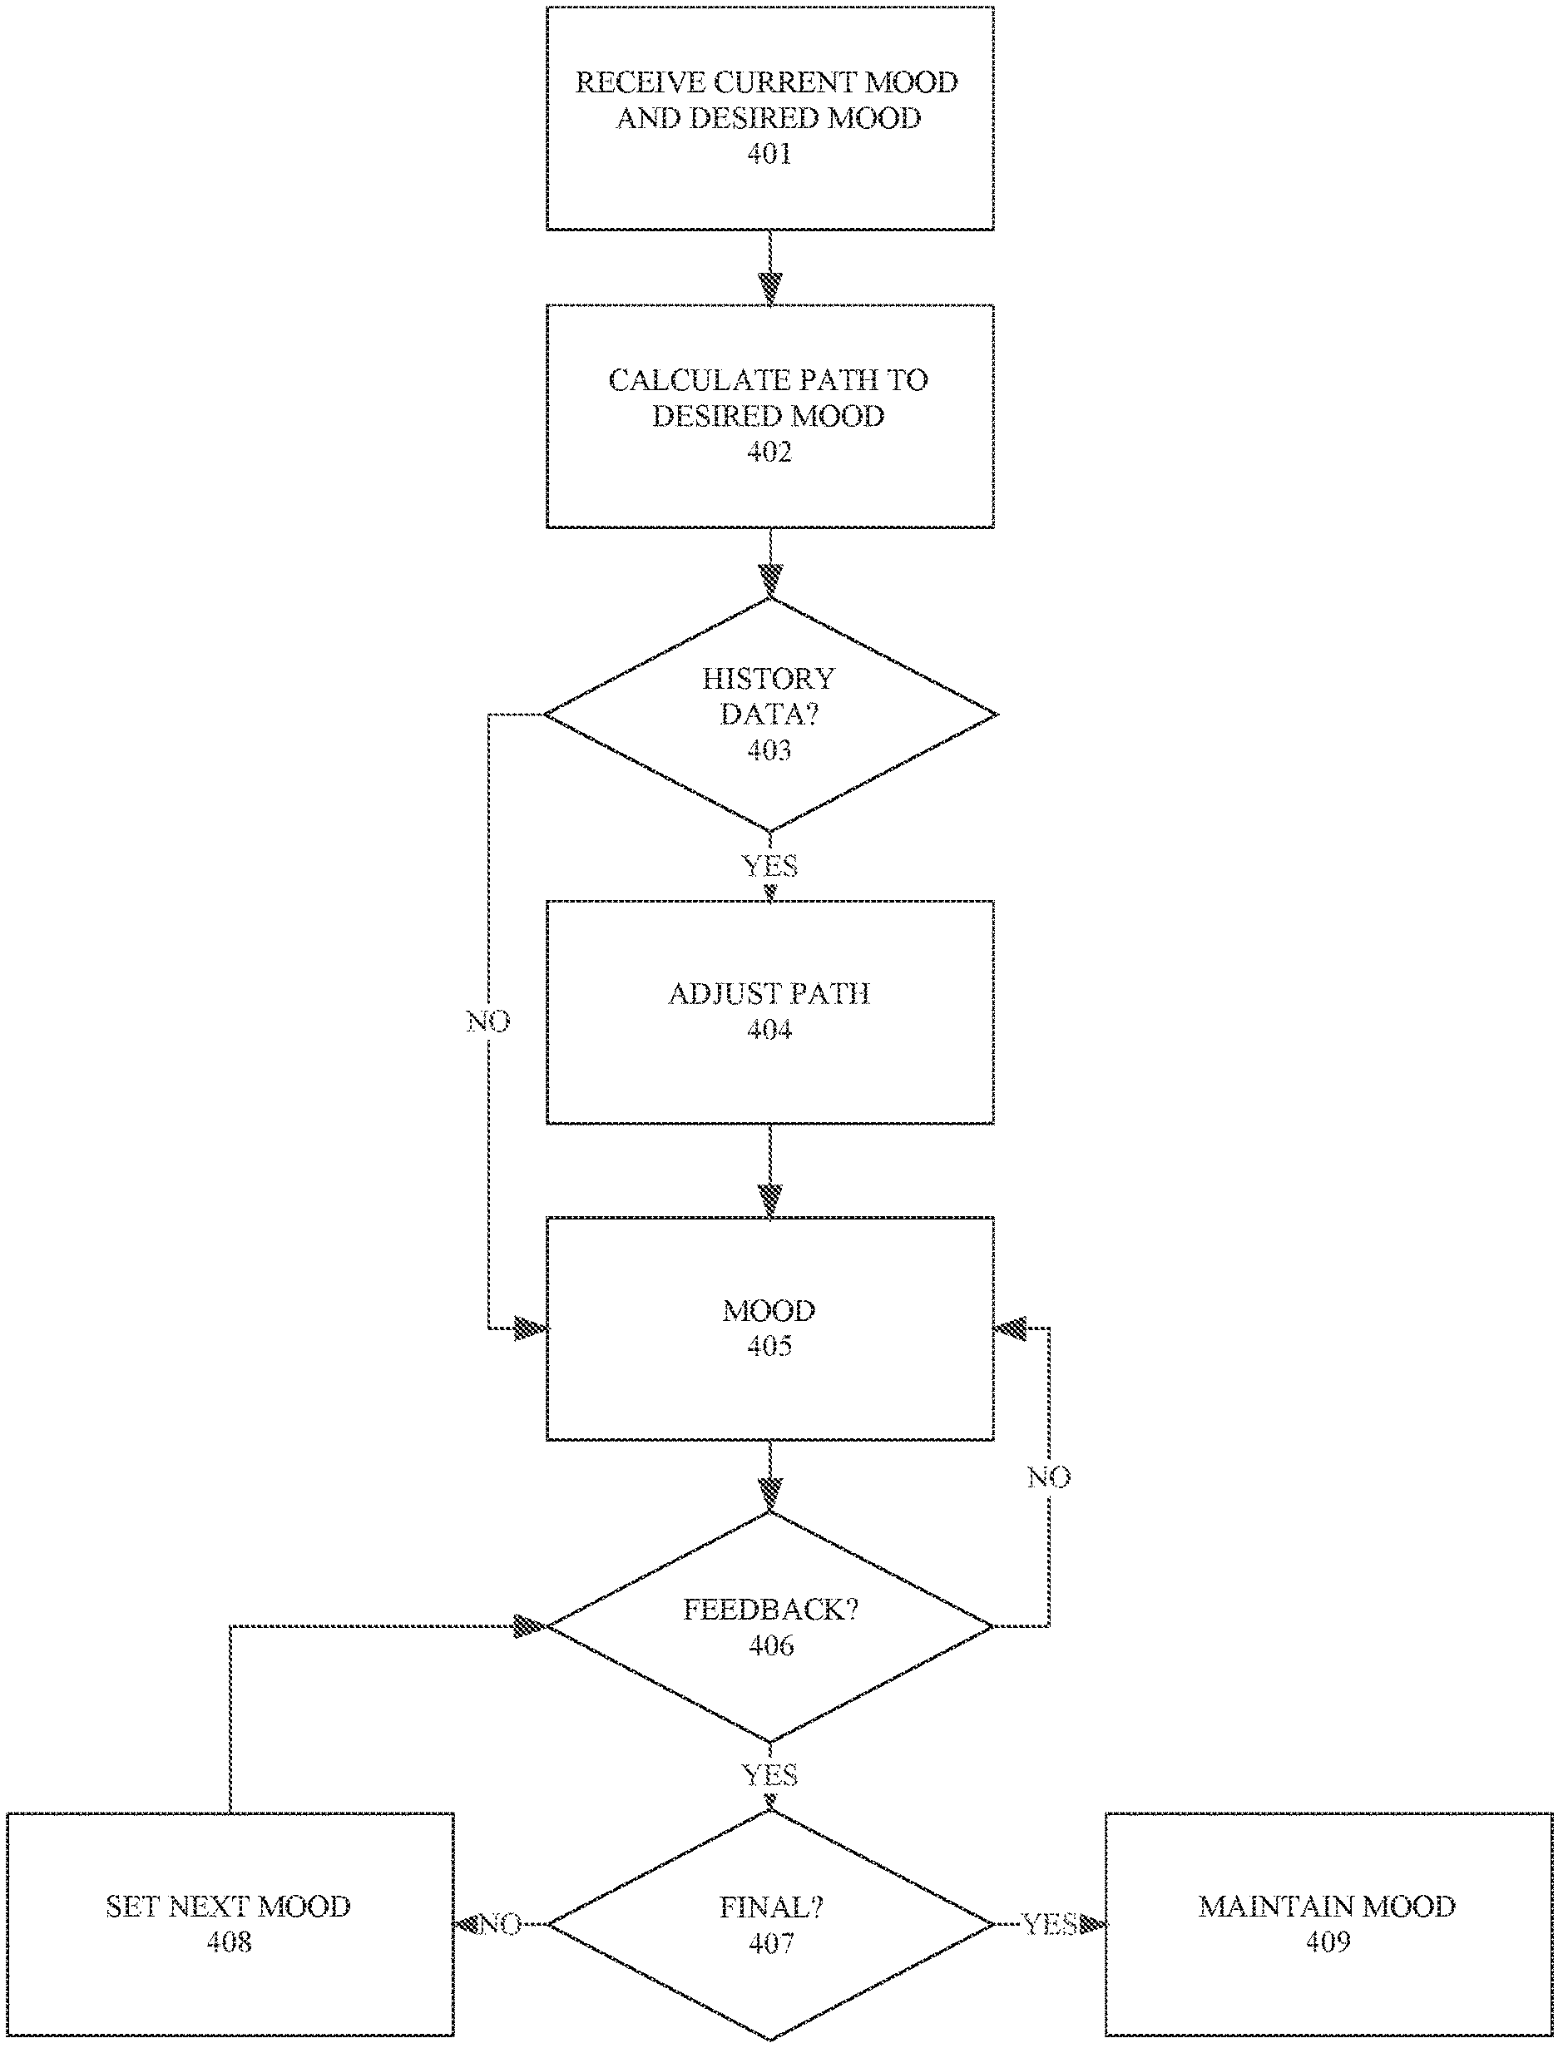 RECEIVE CURRENT MOOD
AND DESIRED MOOD
401
CALCULATE PATH TO
DESIRED MOOD
402
HISTORY
DATA?
403
YES
ADJUST PATH
404
NO
MOOD
405
NO
FEEDBACK?
406
YES
SET NEXT MOOD
408
NO
FINAL?
407
YES
MAINTAIN MOOD
409